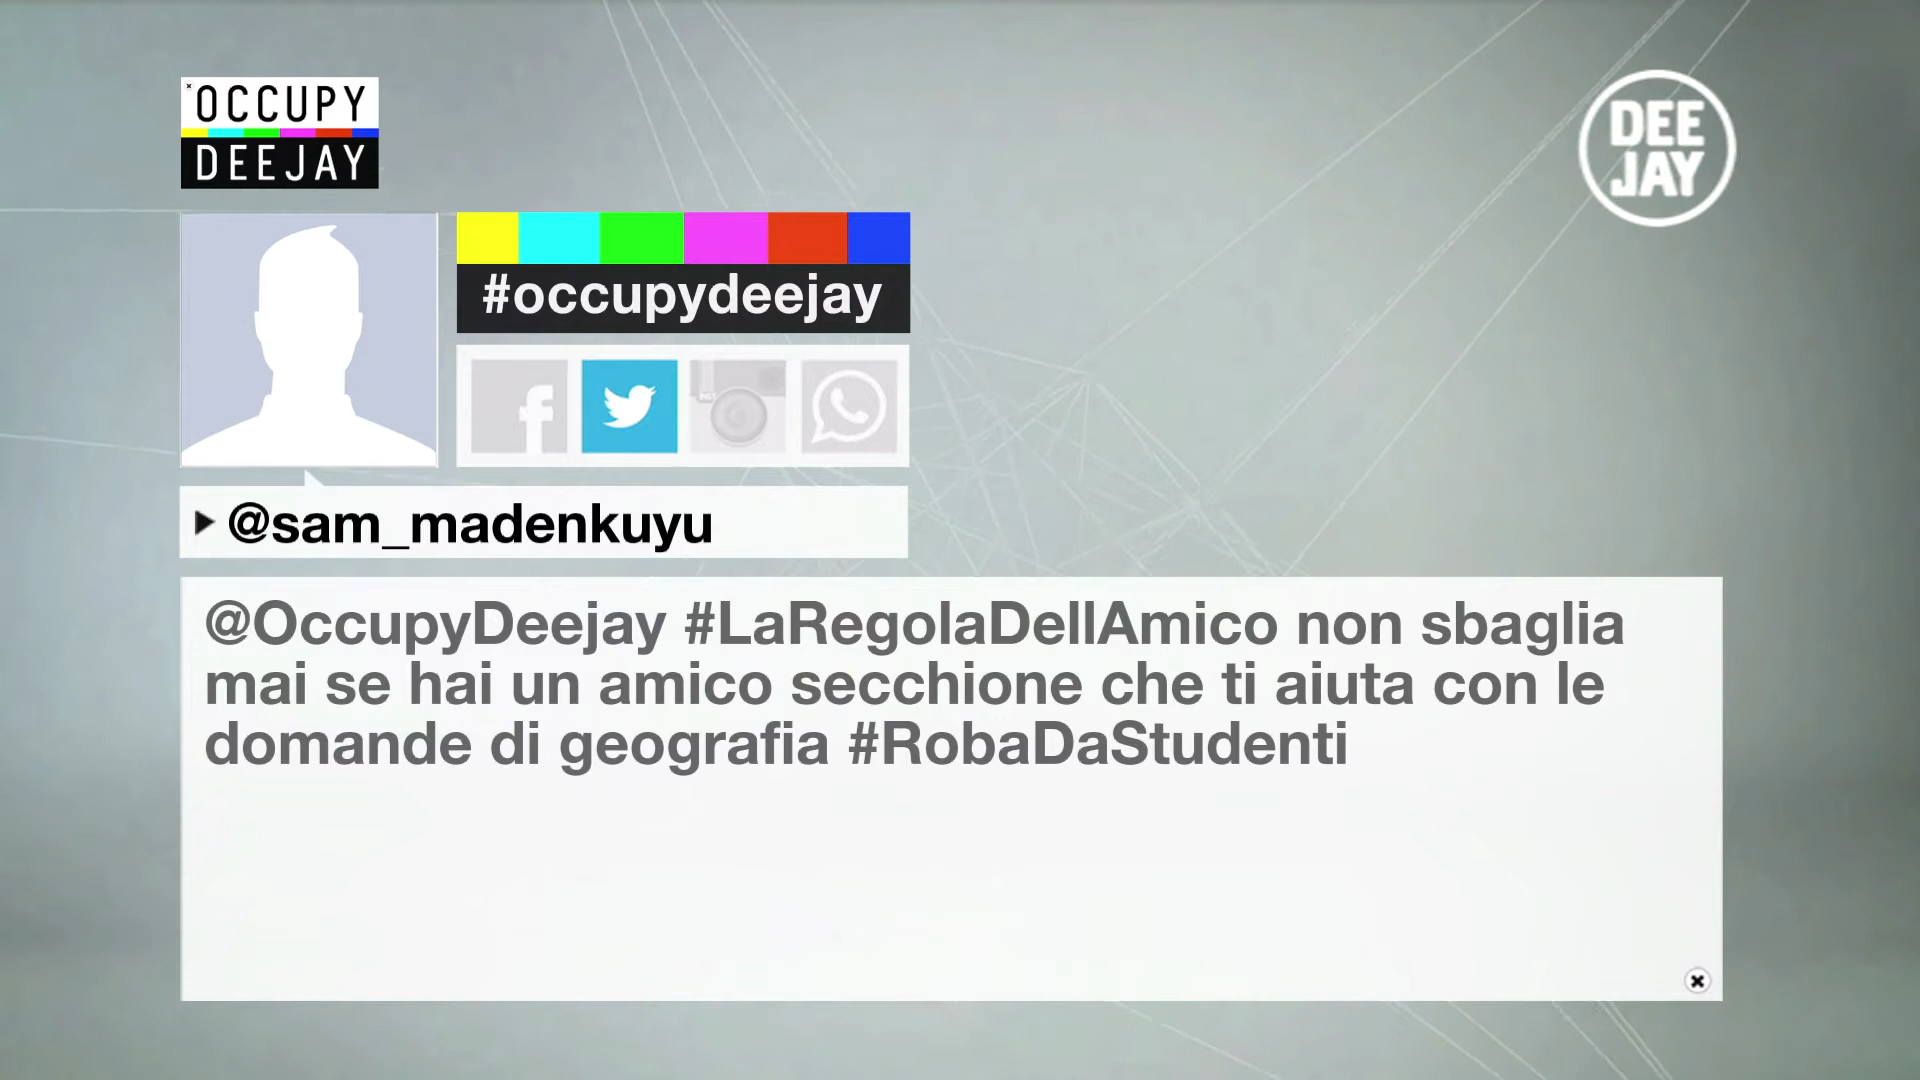 OCCUPY
DEEJAY
DEE
JAY
#occupydeejay
INST
@sam_madenkuyu
@OccupyDeejay #LaRegolaDellAmico non sbaglia
mai se hai un amico secchione che ti aiuta con le
domande di geografia #RobaDaStudenti